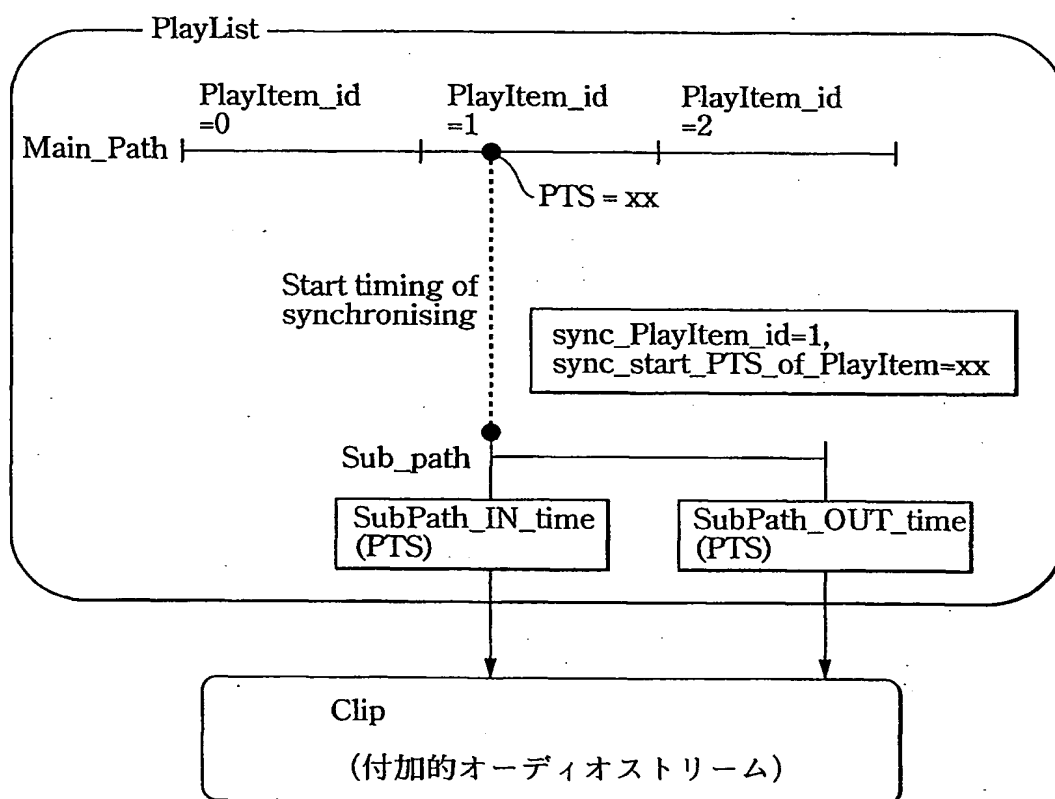 PlayList
PlayItem_id
=0
PlayItem_id
=1
PlayItem_id
=2
Main_Path
PTS = xx
Start timing of
synchronising
sync_PlayItem_id=1,
sync_start_PTS_of_PlayItem=xx
Sub_path
SubPath_IN_time
(PTS)
SubPath_OUT_time
(PTS)
Clip
(付加的オーディオストリーム)